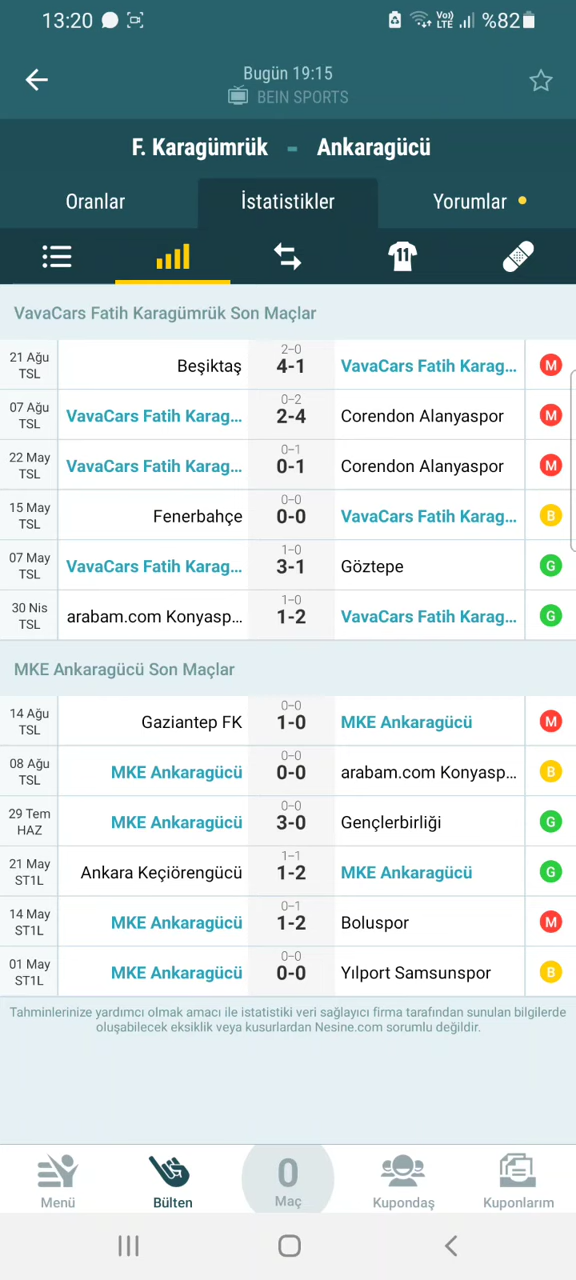 13:20 Vo)) LTE %82
Bugün 19:15
BEIN SPORTS
F. Karagümrük - Ankaragücü
Oranlar İstatistikler Yorumlar
11
VavaCars Fatih Karagümrük Son Maçlar
21 Ağu TSL Beşiktaş 2-0 4-1 VavaCars Fatih Karag... M
07 Ağu TSL VavaCars Fatih Karag... 0-2 2-4 Corendon Alanyaspor M
22 May TSL VavaCars Fatih Karag... 0-1 0-1 Corendon Alanyaspor M
15 May TSL Fenerbahçe 0-0 0-0 VavaCars Fatih Karag... B
07 May TSL VavaCars Fatih Karag... 1-0 3-1 Göztepe G
30 Nis TSL arabam.com Konyasp... 1-0 1-2 VavaCars Fatih Karag... G
MKE Ankaragücü Son Maçlar
14 Ağu TSL Gaziantep FK 0-0 1-0 MKE Ankaragücü M
08 Ağu TSL MKE Ankaragücü 0-0 0-0 arabam.com Konyasp... B
29 Tem HAZ MKE Ankaragücü 0-0 3-0 Gençlerbirliği G
21 May ST1L Ankara Keçiörengücü 1-1 1-2 MKE Ankaragücü G
14 May ST1L MKE Ankaragücü 0-1 1-2 Boluspor M
01 May ST1L MKE Ankaragücü 0-0 0-0 Yılport Samsunspor B
Tahminlerinize yardımcı olmak amacı ile istatistiki veri sağlayıcı firma tarafından sunulan bilgilerde
oluşabilecek eksiklik veya kusurlardan Nesine.com sorumlu değildir.
0
Menü Bülten Maç Kupondaş Kuponlarım